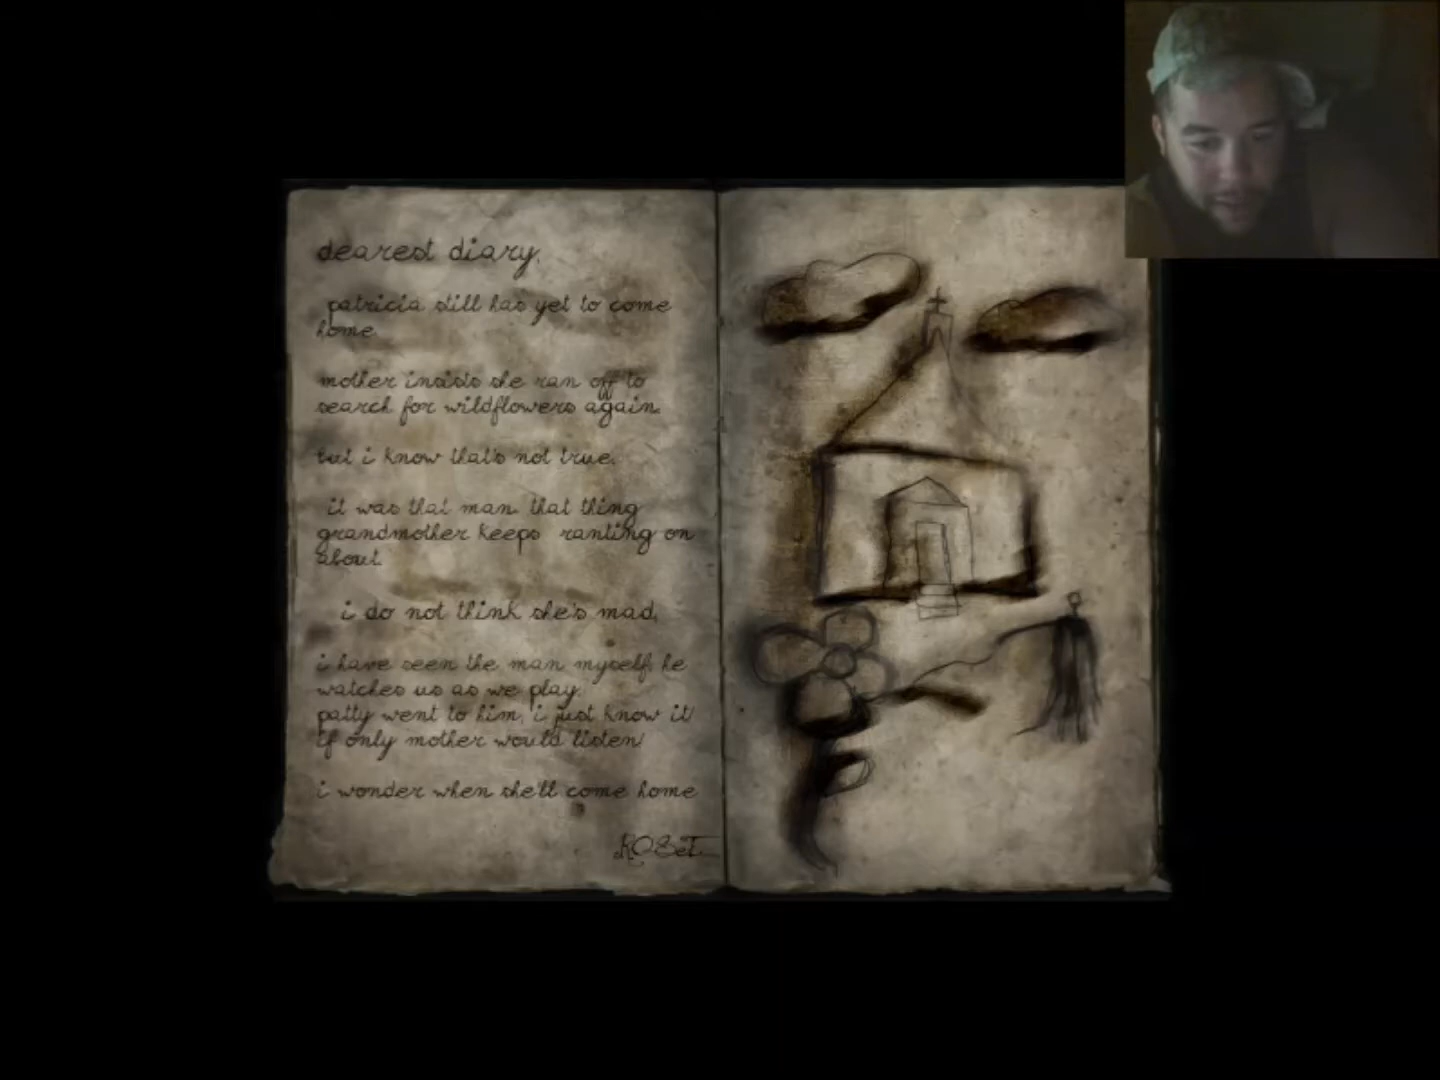 dearest diary,
patricia still has yet to come
home.
mother insists she ran off to
search for wildflowers again.
but i know that's not true.
it was that man. that thing
grandmother keeps ranting on
about.
i do not think she's mad.
i have seen the man myself. he
watches us as we play.
patty went to him, i just know it!
if only mother would listen!
i wonder when she'll come home